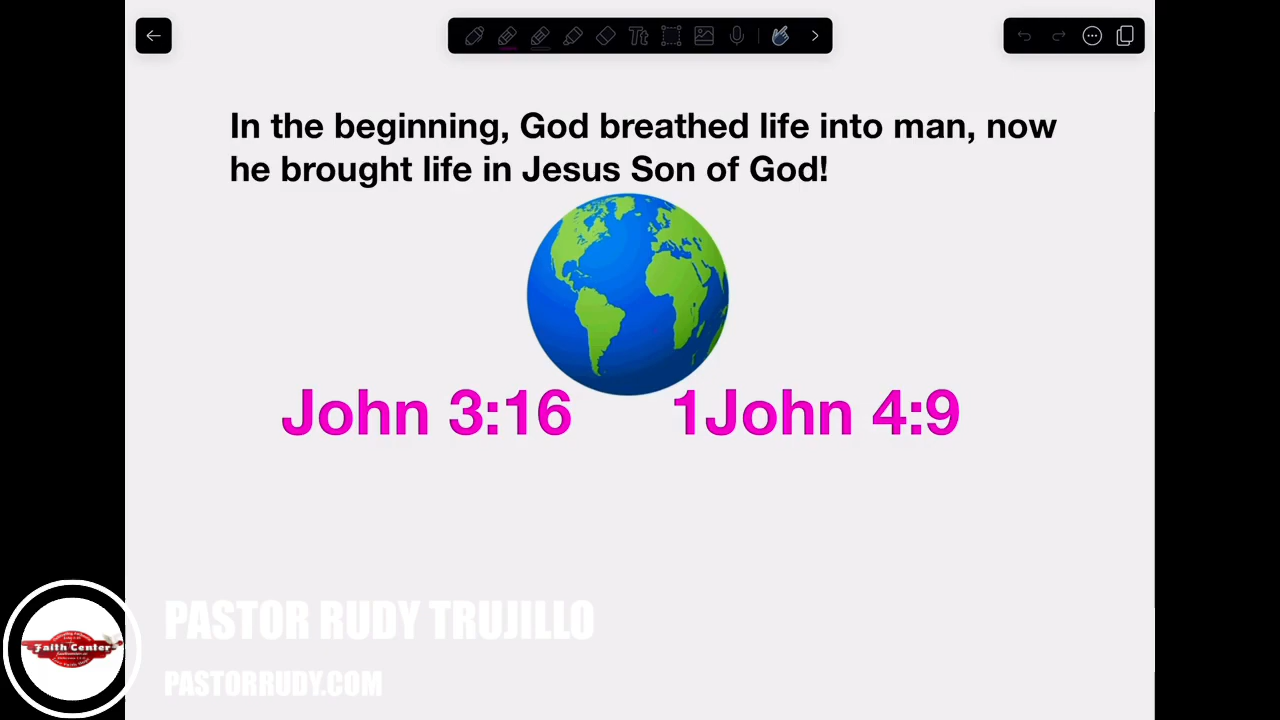 Tt
In the beginning, God breathed life into man, now
he brought life in Jesus Son of God!
John 3:16 1John 4:9
PASTOR RUDY TRUJILLO
Faith Center
PASTORRUDY.COM